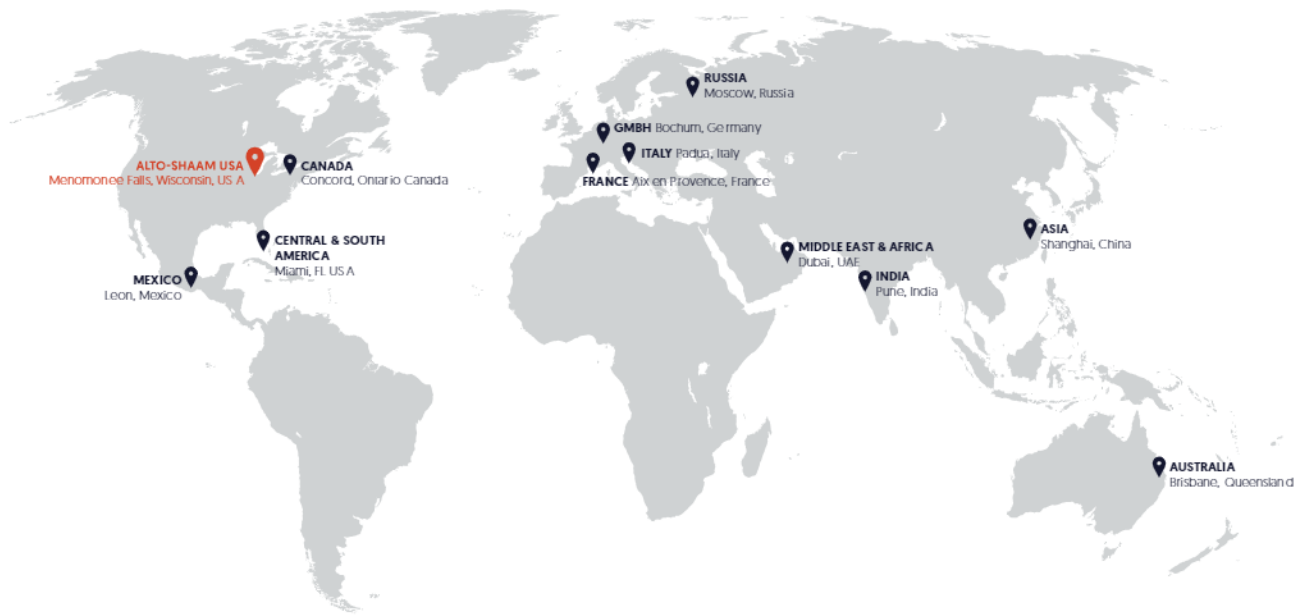 RUSSIA
Moscow, Russia
GMBH Bochum, Germany
ITALY Padua, Italy
FRANCE Aix en Provence, France
ALTO-SHAAM USA
Menomonee Falls, Wisconsin, US A
CANADA
Concord, Ontario Canada
CENTRAL & SOUTH
AMERICA
Miami, FL USA
MEXICO
Leon, Mexico
MIDDLE EAST & AFRICA
Dubai, UAE
INDIA
Pune, India
ASIA
Shanghai, China
AUSTRALIA
Brisbane, Queensland